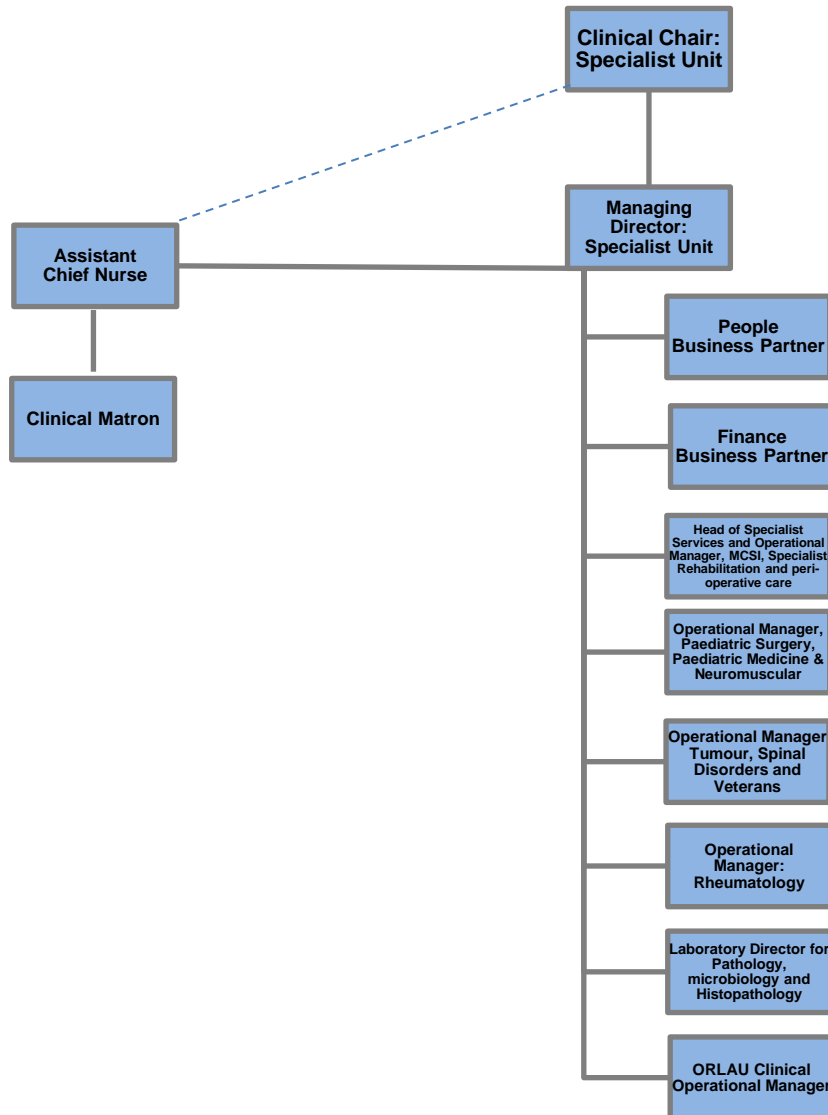 Clinical Chair:
Specialist Unit
Managing
Director:
Specialist Unit
Assistant
Chief Nurse
Clinical Matron
People
Business Partner
Finance
Business Partner
Head of Specialist
Services and Operational
Manager, MCSI, Specialist
Rehabilitation and peri-
operative care
Operational Manager,
Paediatric Surgery,
Paediatric Medicine &
Neuromuscular
Operational Manager
Tumour, Spinal
Disorders and
Veterans
Operational
Manager:
Rheumatology
Laboratory Director for
Pathology,
microbiology and
Histopathology
ORLAU Clinical
Operational Manager